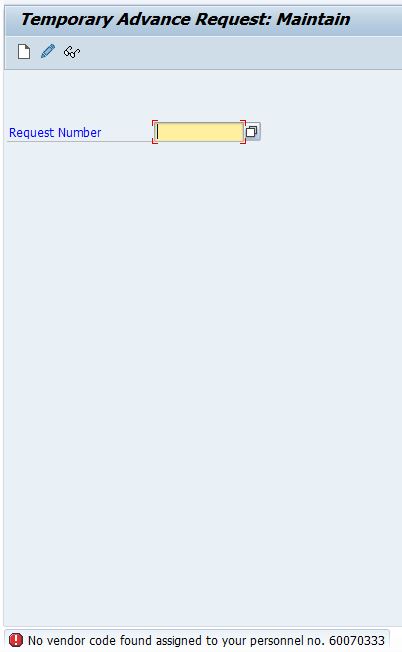 Temporary Advance Request: Maintain
Request Number
No vendor code found assigned to your personnel no. 60070333